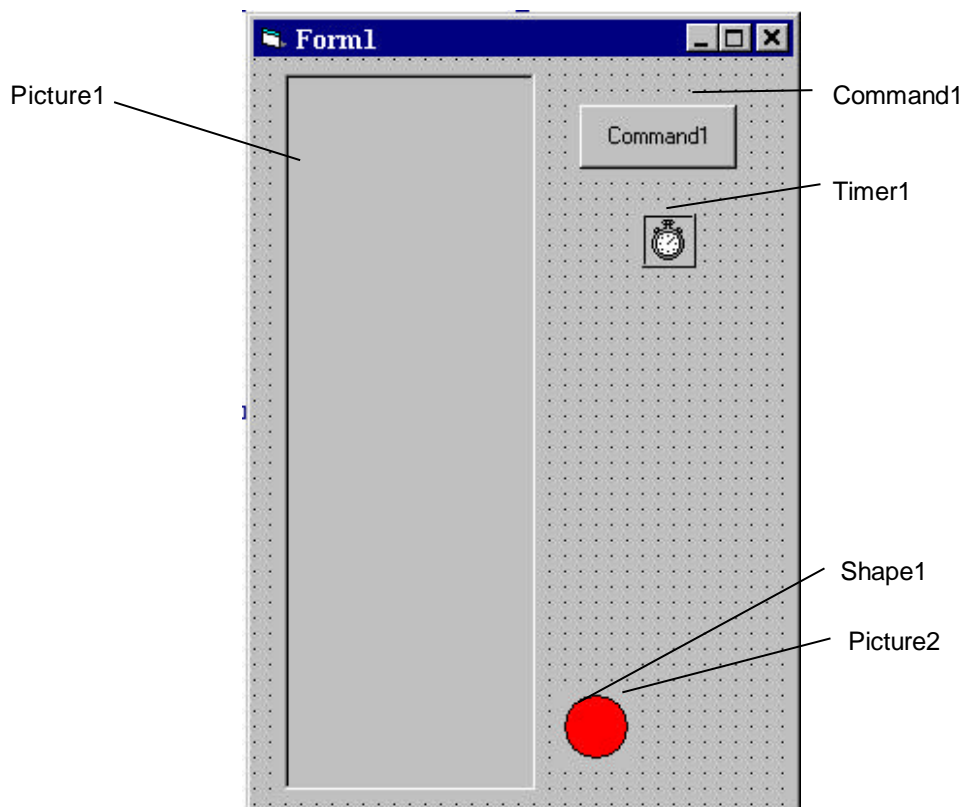 Form1
Picture1
Command1
Command1
Timer1
Shape1
Picture2